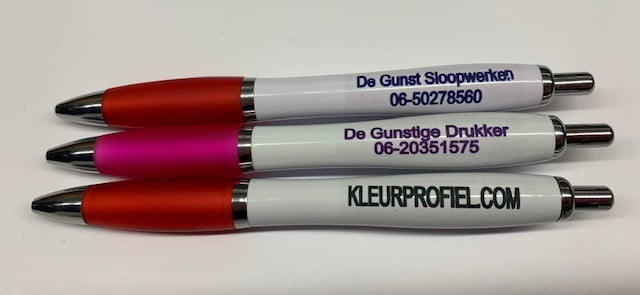 De Gunst Sloopwerken
06-50278560
De Gunstige Drukker
06-20351575
KLEURPROFIEL.COM